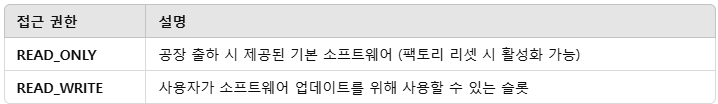 접근 권한 설명
READ_ONLY 공장 출하 시 제공된 기본 소프트웨어 (팩토리 리셋 시 활성화 가능)
READ_WRITE 사용자가 소프트웨어 업데이트를 위해 사용할 수 있는 슬롯